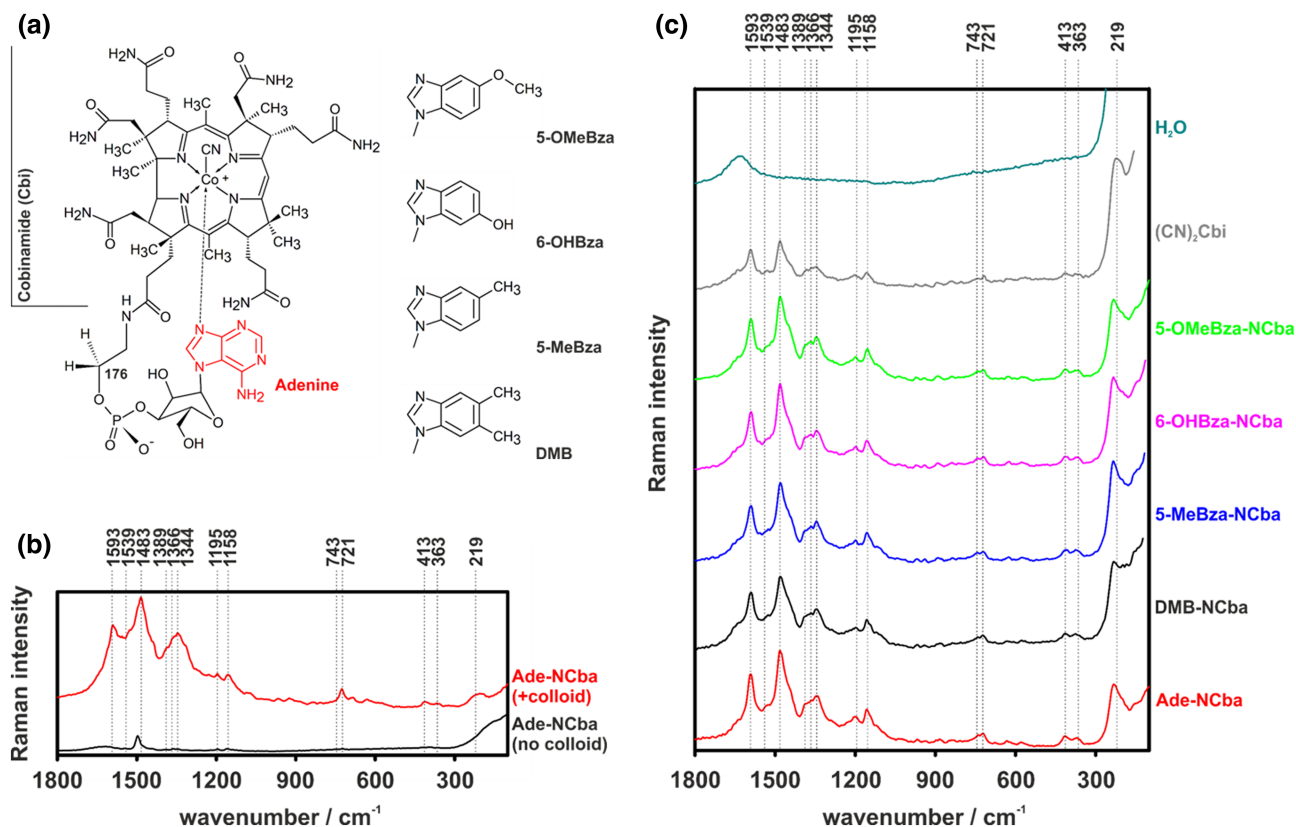 (a)
Cobinamide (Cbi)
H₂N
O
O
NH2
H₂N
O
H3C
CH3
CH3
O
NH₂
H₂N
O
CH₃
H₃C
H₃C
CN
N
N
Co
+
N
N
H₂N
O
CH₃
CH₃
H3C
CH₃
H
N
O
H₂N
O
H
H
176
N
N
N
N
NH₂
Adenine
HO
O
O
P
O
O⁻
O
OH
N
N
O
CH₃
5-OMeBza
N
N
OH
6-OHBza
N
N
CH₃
5-MeBza
N
N
CH₃
CH₃
DMB
(b)
1593
1539
1483
1389
1366
1344
1195
1158
743
721
413
363
219
Raman intensity
Ade-NCba
(+colloid)
Ade-NCba
(no colloid)
1800 1500 1200 900 600 300
wavenumber / cm⁻¹
(c)
1593
1539
1483
1389
1366
1344
1195
1158
743
721
413
363
219
Raman intensity
H₂O
(CN)₂Cbi
5-OMeBza-NCba
6-OHBza-NCba
5-MeBza-NCba
DMB-NCba
Ade-NCba
1800 1500 1200 900 600 300
wavenumber / cm⁻¹